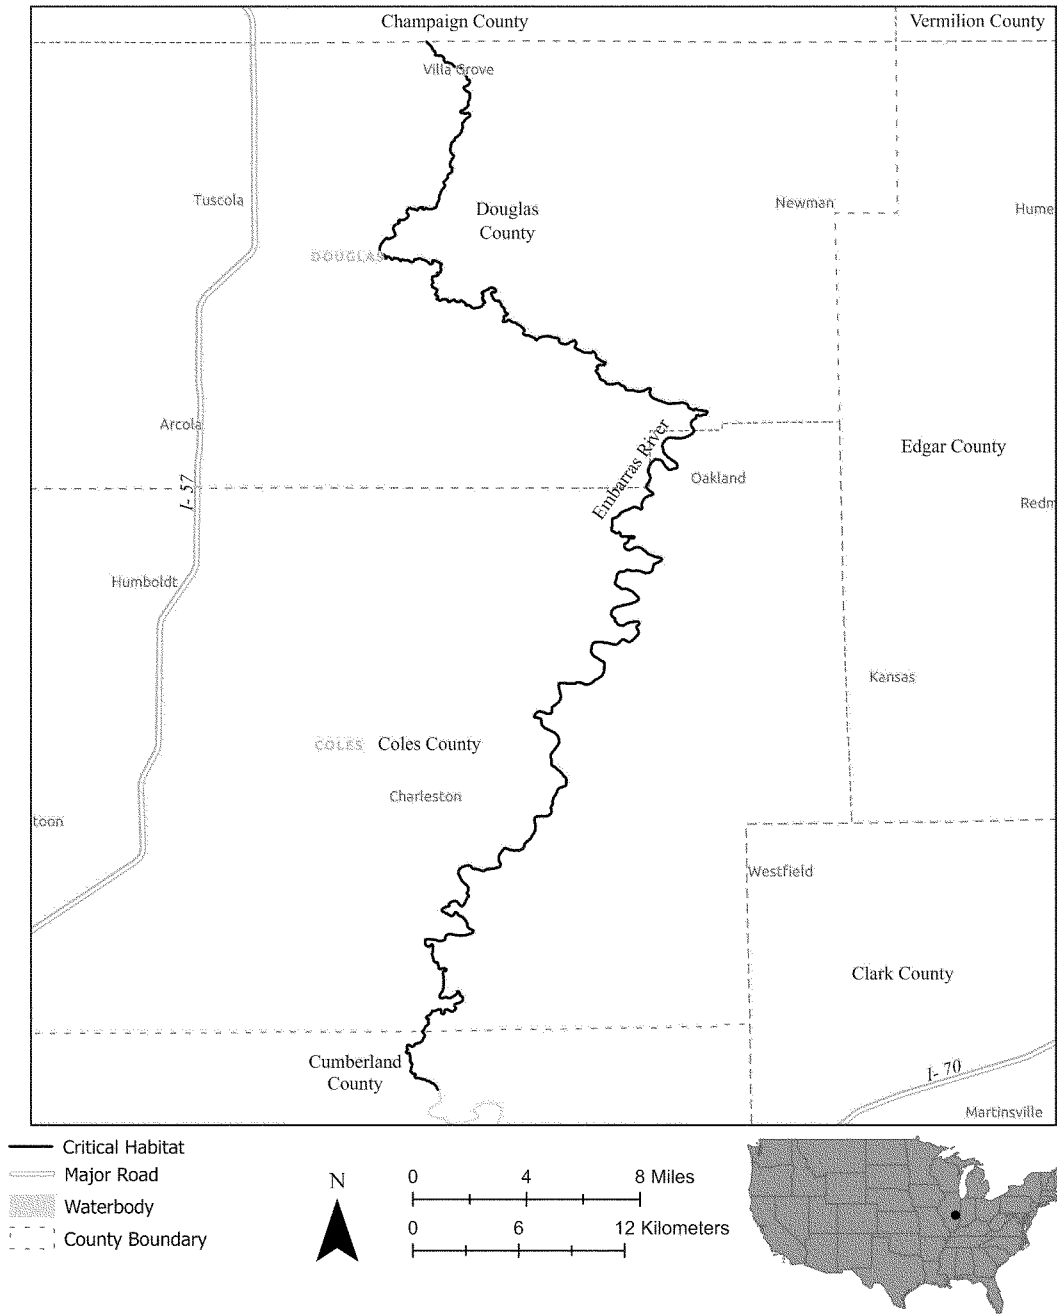 Champaign County
Vermilion County
Villa Grove
Tuscola
Douglas
County
Newman
Hume
DOUGLAS
Arcola
Embarras River
Edgar County
Oakland
I- 57
Redm
Humboldt
Kansas
COLES
Coles County
Charleston
toon
Westfield
Clark County
Cumberland
County
I- 70
Martinsville
Critical Habitat
Major Road
Waterbody
County Boundary
N
0 4 8 Miles
0 6 12 Kilometers